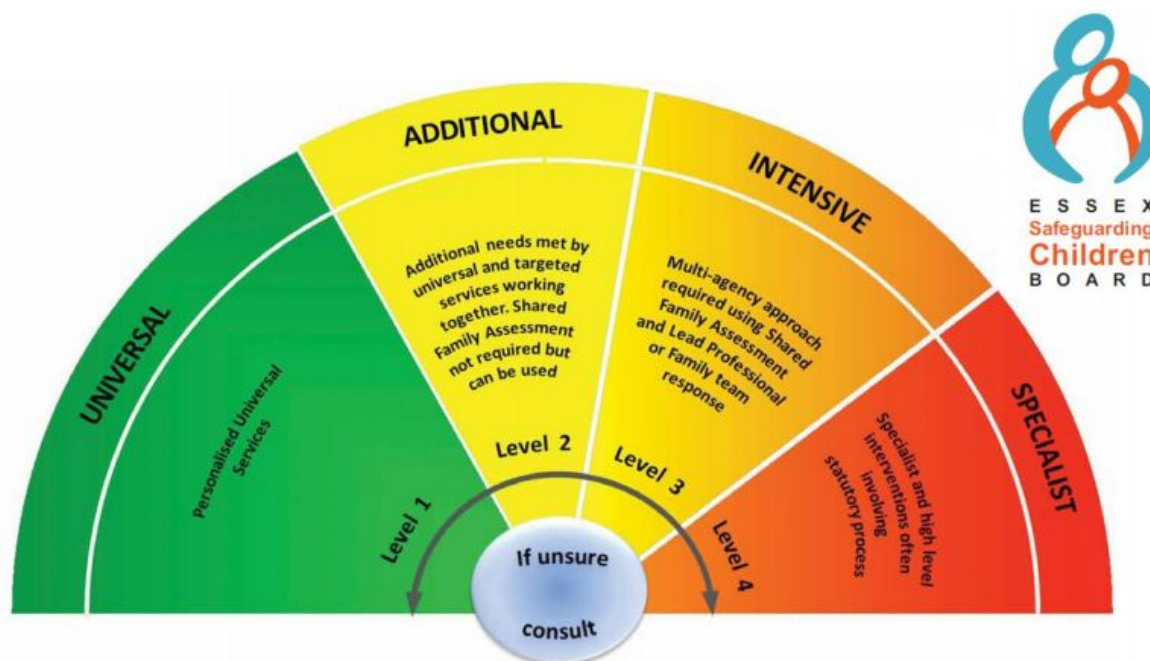 UNIVERSAL
Personalised Universal
Services
Level 1
ADDITIONAL
Additional needs met by
universal and targeted
services working
together. Shared
Family Assessment
not required but
can be used
Level 2
INTENSIVE
Multi-agency approach
required using Shared
Family Assessment
and Lead Professional
or Family team
response
Level 3
SPECIALIST
Specialist and high level
interventions often
involving
statutory process
Level 4
If unsure
consult
ESSEX
Safeguarding
Children
BOARD